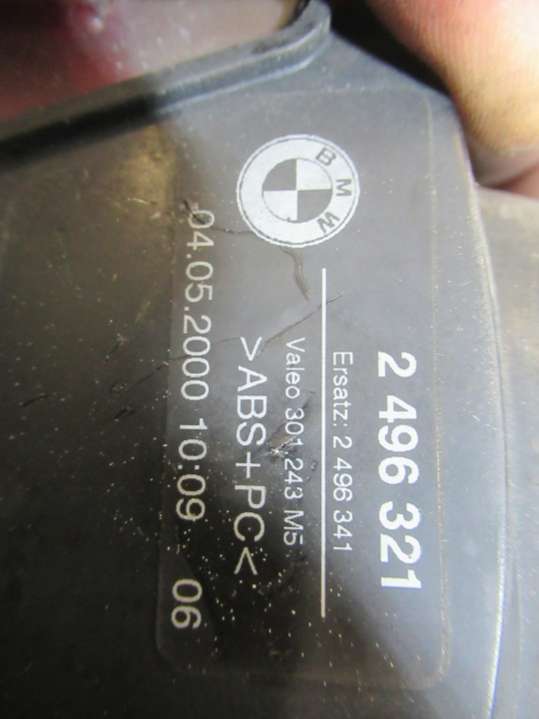 BMW
2 496 321
Ersatz: 2 496 341
Valeo 301.243 M5
>ABS+PC<
04.05.2000 10:09 06